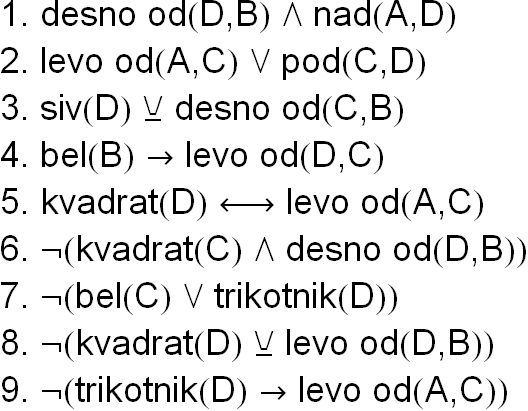 1. desno od(D,B) ∧ nad(A,D)
2. levo od(A,C) ∨ pod(C,D)
3. siv(D) ⊻ desno od(C,B)
4. bel(B) → levo od(D,C)
5. kvadrat(D) ⟷ levo od(A,C)
6. ¬(kvadrat(C) ∧ desno od(D,B))
7. ¬(bel(C) ∨ trikotnik(D))
8. ¬(kvadrat(D) ⊻ levo od(D,B))
9. ¬(trikotnik(D) → levo od(A,C))